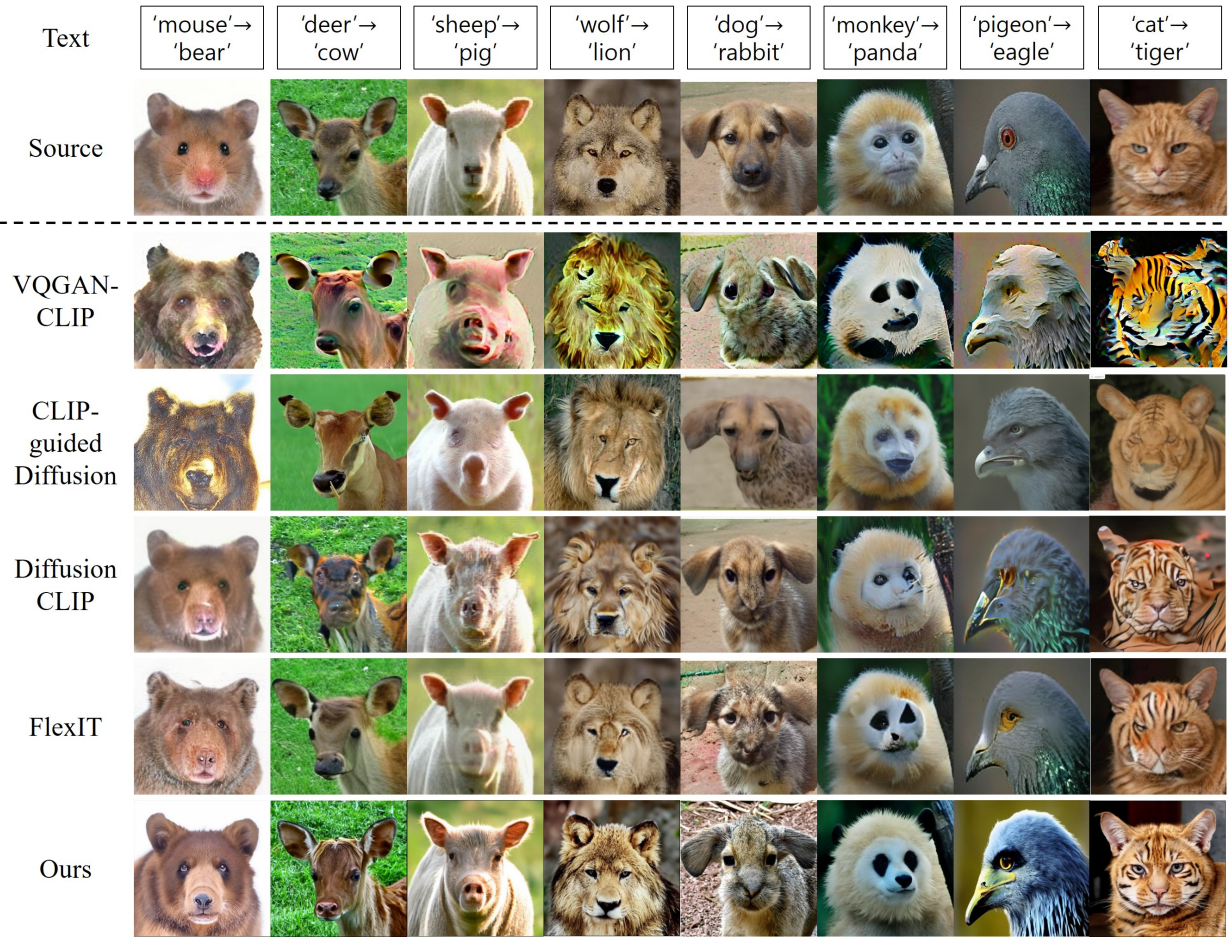 Text
'mouse'→
'bear'
'deer'→
'cow'
'sheep'→
'pig'
'wolf'→
'lion'
'dog'→
'rabbit'
'monkey'→
'panda'
'pigeon'→
'eagle'
'cat'→
'tiger'
Source
VQGAN-
CLIP
CLIP-
guided
Diffusion
Diffusion
CLIP
FlexIT
Ours